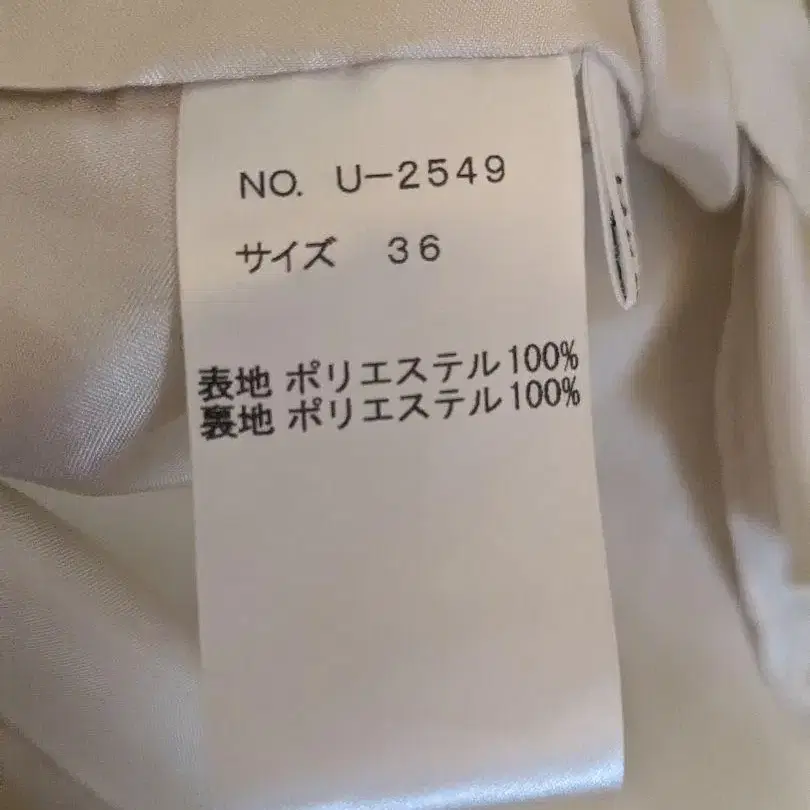 NO. U-2549
サイズ 36
表地 ポリエステル100%
裏地 ポリエステル100%